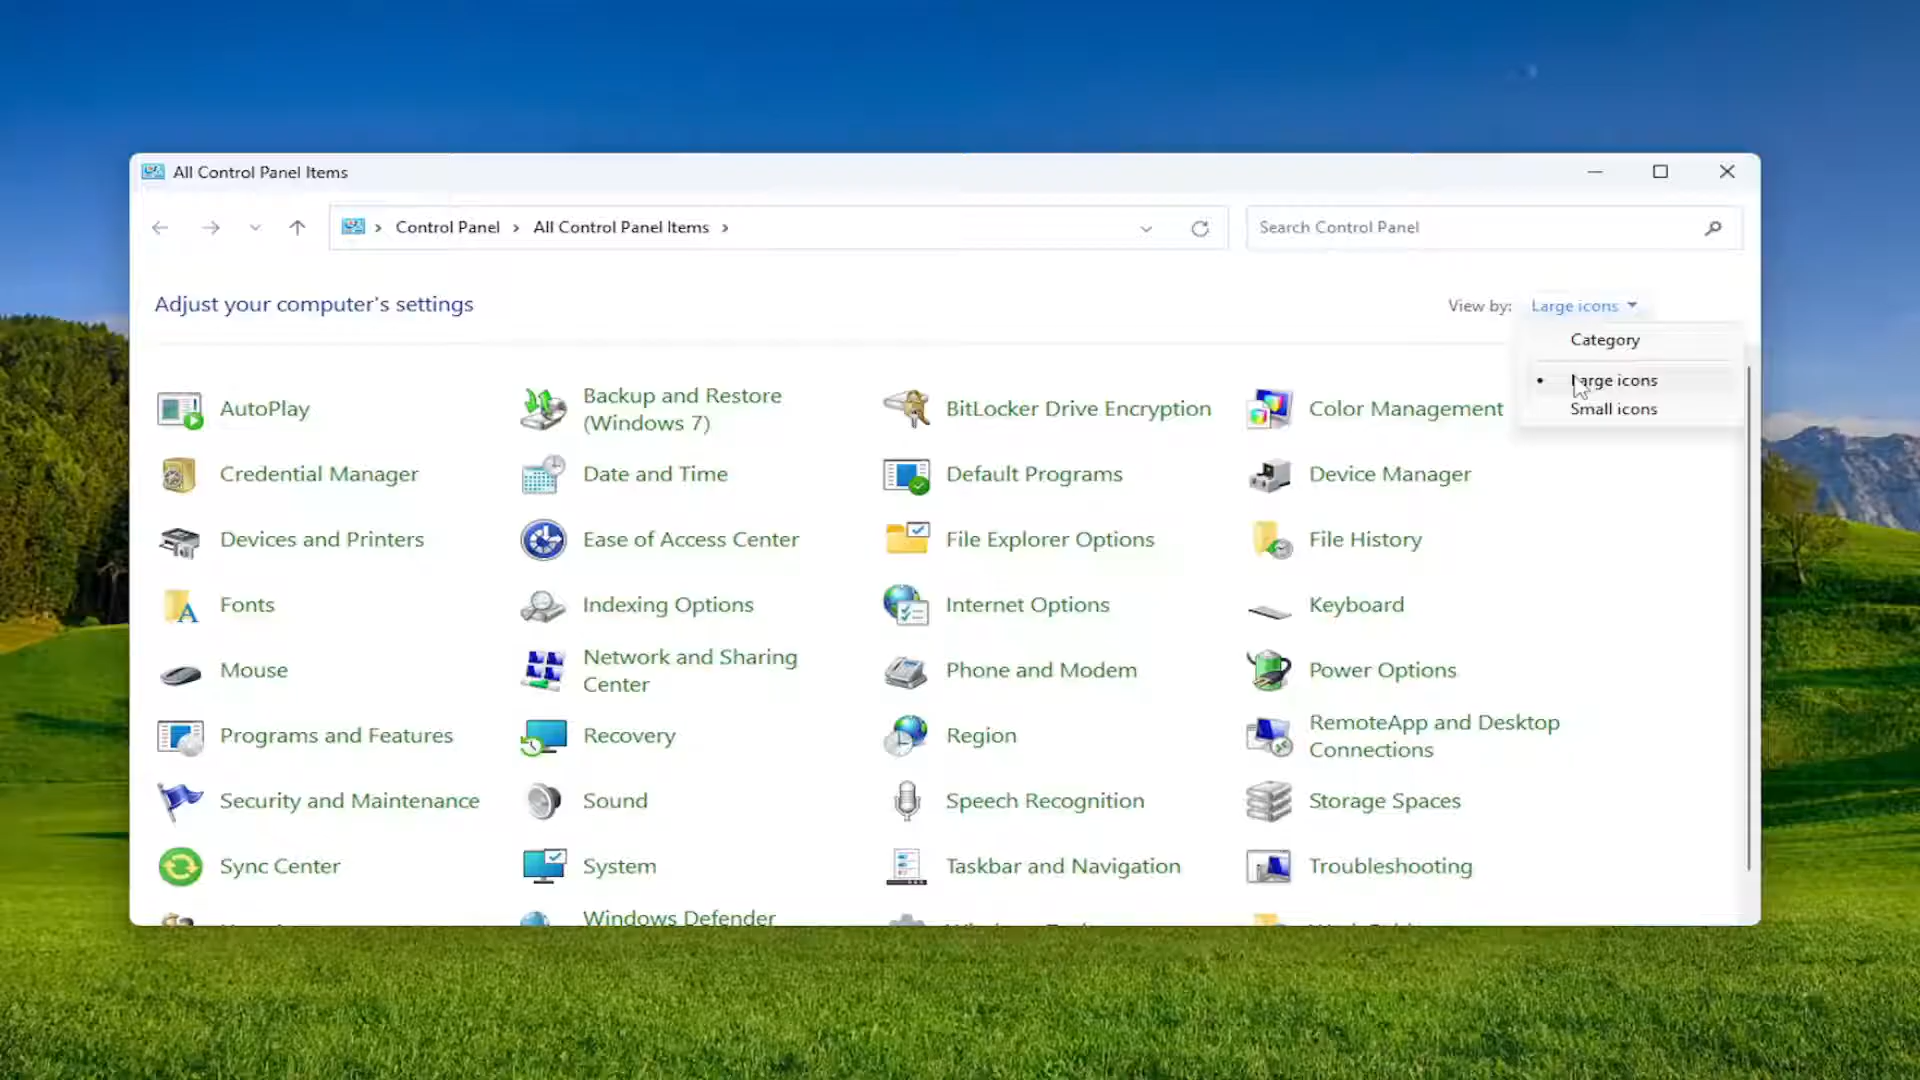 All Control Panel Items
Control Panel
All Control Panel Items
Search Control Panel
Adjust your computer's settings
View by:
Large icons
Category
Large icons
Small icons
AutoPlay
Backup and Restore
(Windows 7)
BitLocker Drive Encryption
Color Management
Credential Manager
Date and Time
Default Programs
Device Manager
Devices and Printers
Ease of Access Center
File Explorer Options
File History
Fonts
Indexing Options
Internet Options
Keyboard
Mouse
Network and Sharing
Center
Phone and Modem
Power Options
Programs and Features
Recovery
Region
RemoteApp and Desktop
Connections
Security and Maintenance
Sound
Speech Recognition
Storage Spaces
Sync Center
System
Taskbar and Navigation
Troubleshooting
Windows Defender